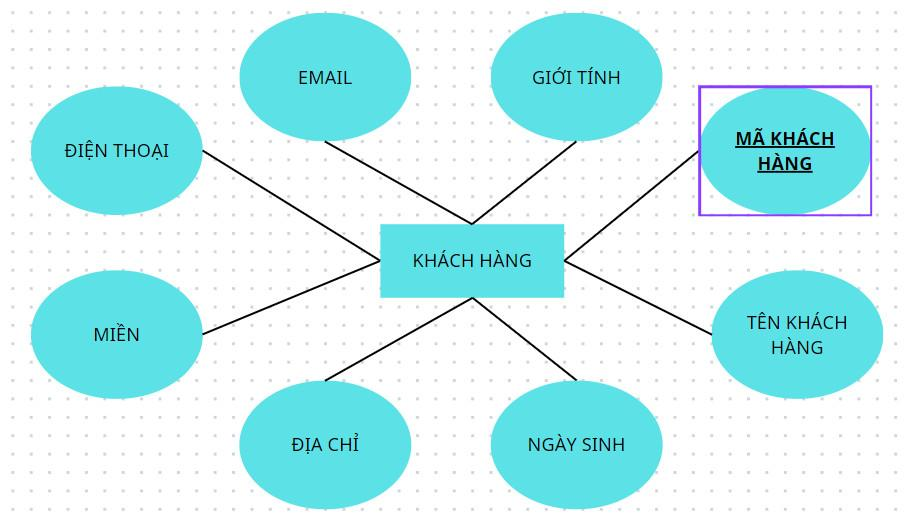 EMAIL
GIỚI TÍNH
MÃ KHÁCH
HÀNG
ĐIỆN THOẠI
KHÁCH HÀNG
MIỀN
TÊN KHÁCH
HÀNG
ĐỊA CHỈ
NGÀY SINH